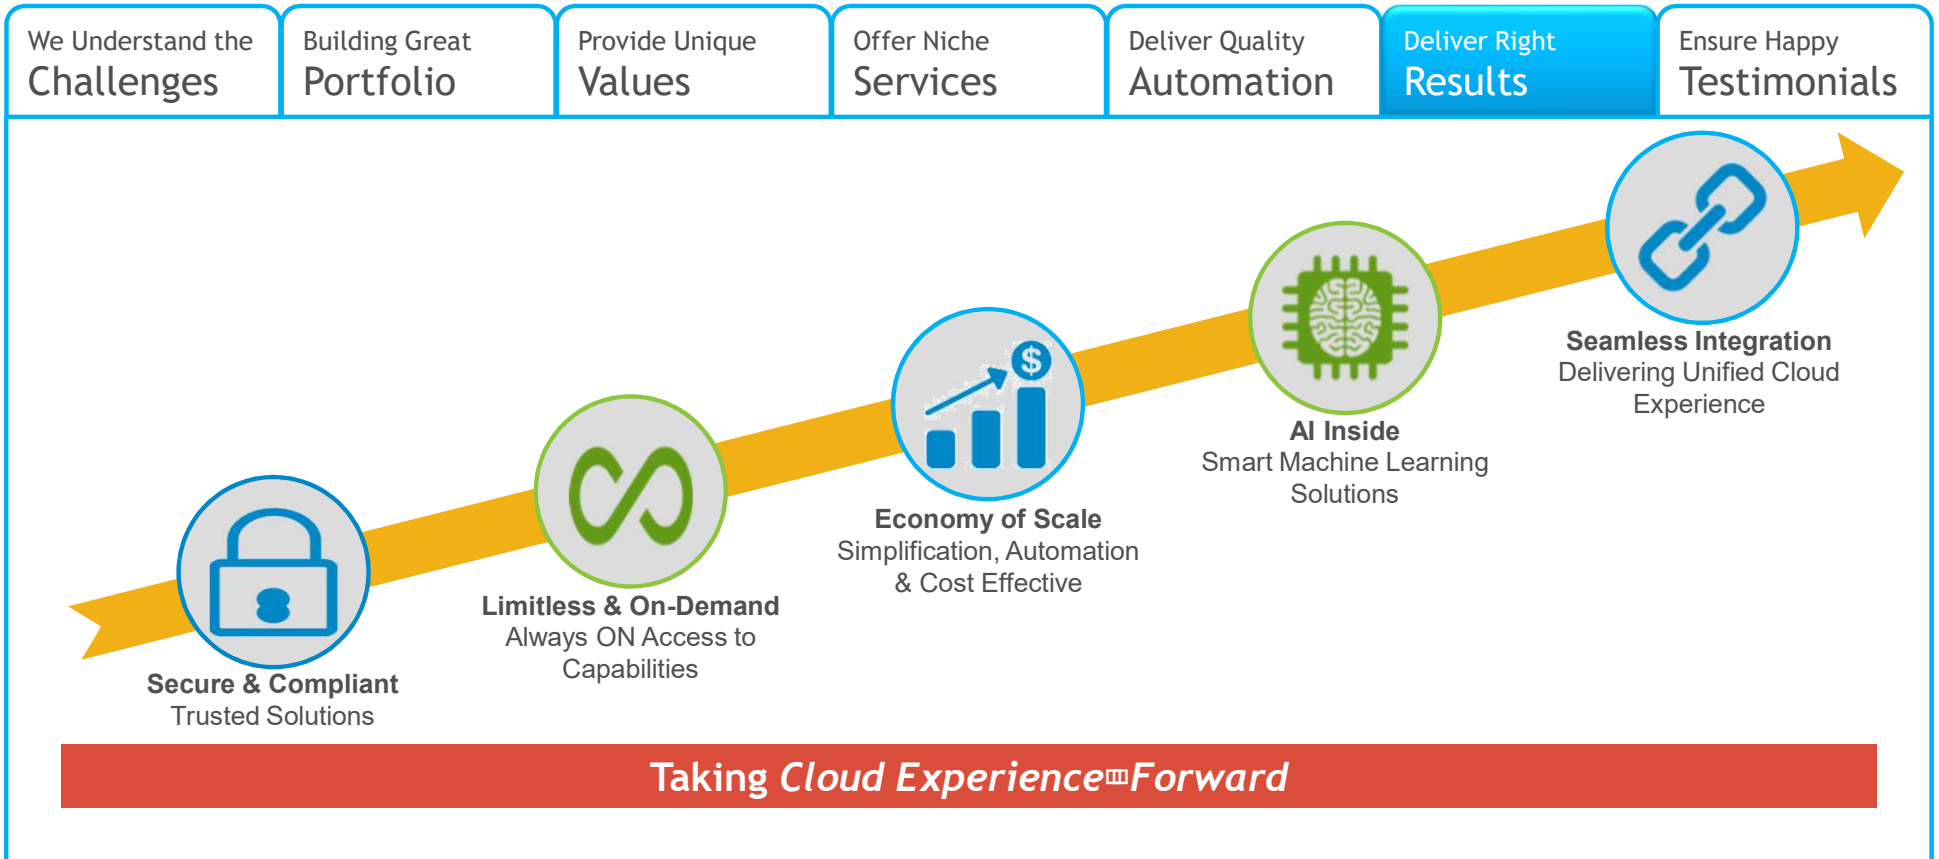 We Understand the
Challenges
Building Great
Portfolio
Provide Unique
Values
Offer Niche
Services
Deliver Quality
Automation
Deliver Right
Results
Ensure Happy
Testimonials
$
Seamless Integration
Delivering Unified Cloud
Experience
AI Inside
Smart Machine Learning
Solutions
Economy of Scale
Simplification, Automation
& Cost Effective
Limitless & On-Demand
Always ON Access to
Capabilities
Secure & Compliant
Trusted Solutions
Taking Cloud Experience Forward